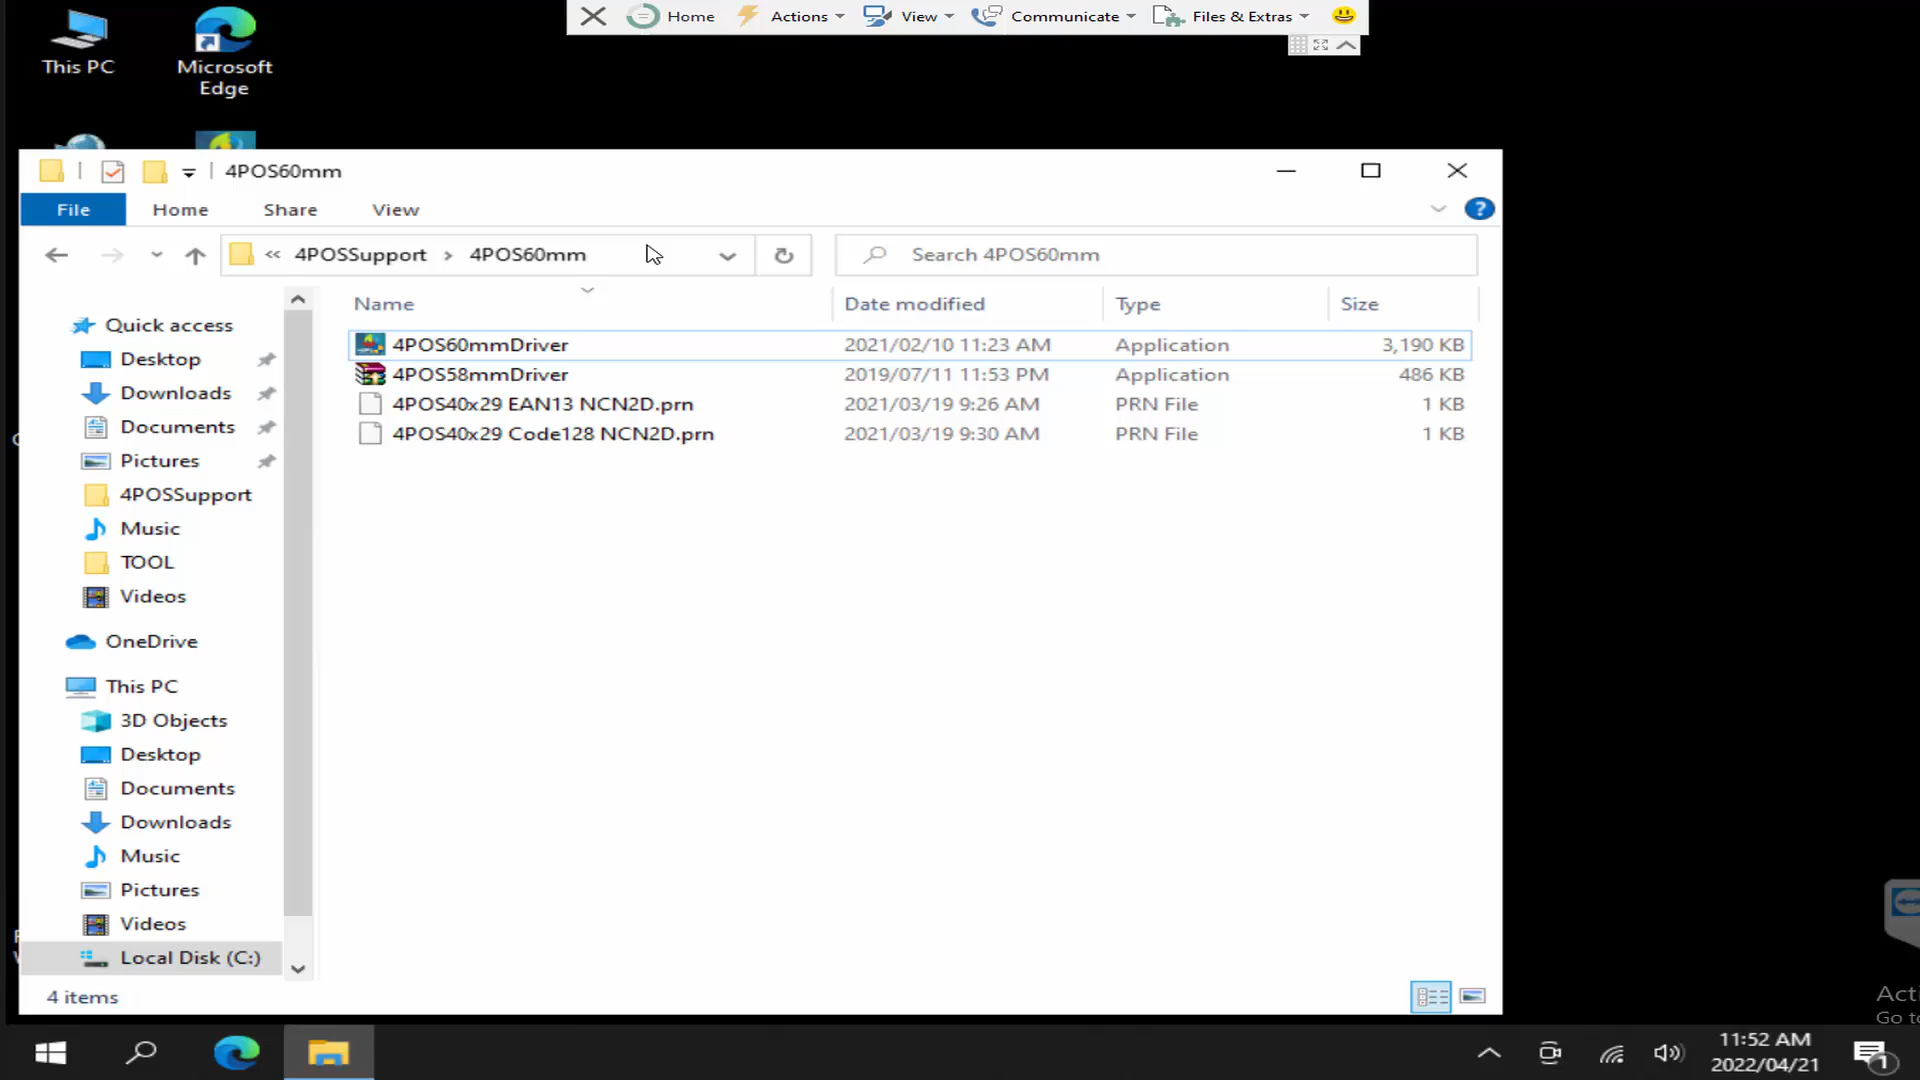 Home Actions View Communicate Files & Extras
This PC
Microsoft
Edge
4POS60mm
File Home Share View
« 4POSSupport > 4POS60mm
Search 4POS60mm
Name Date modified Type Size
4POS60mmDriver 2021/02/10 11:23 AM Application 3,190 KB
4POS58mmDriver 2019/07/11 11:53 PM Application 486 KB
4POS40x29 EAN13 NCN2D.prn 2021/03/19 9:26 AM PRN File 1 KB
4POS40x29 Code128 NCN2D.prn 2021/03/19 9:30 AM PRN File 1 KB
Quick access
Desktop
Downloads
Documents
Pictures
4POSSupport
Music
TOOL
Videos
OneDrive
This PC
3D Objects
Desktop
Documents
Downloads
Music
Pictures
Videos
Local Disk (C:)
4 items
Acti
Go to
11:52 AM
2022/04/21
1